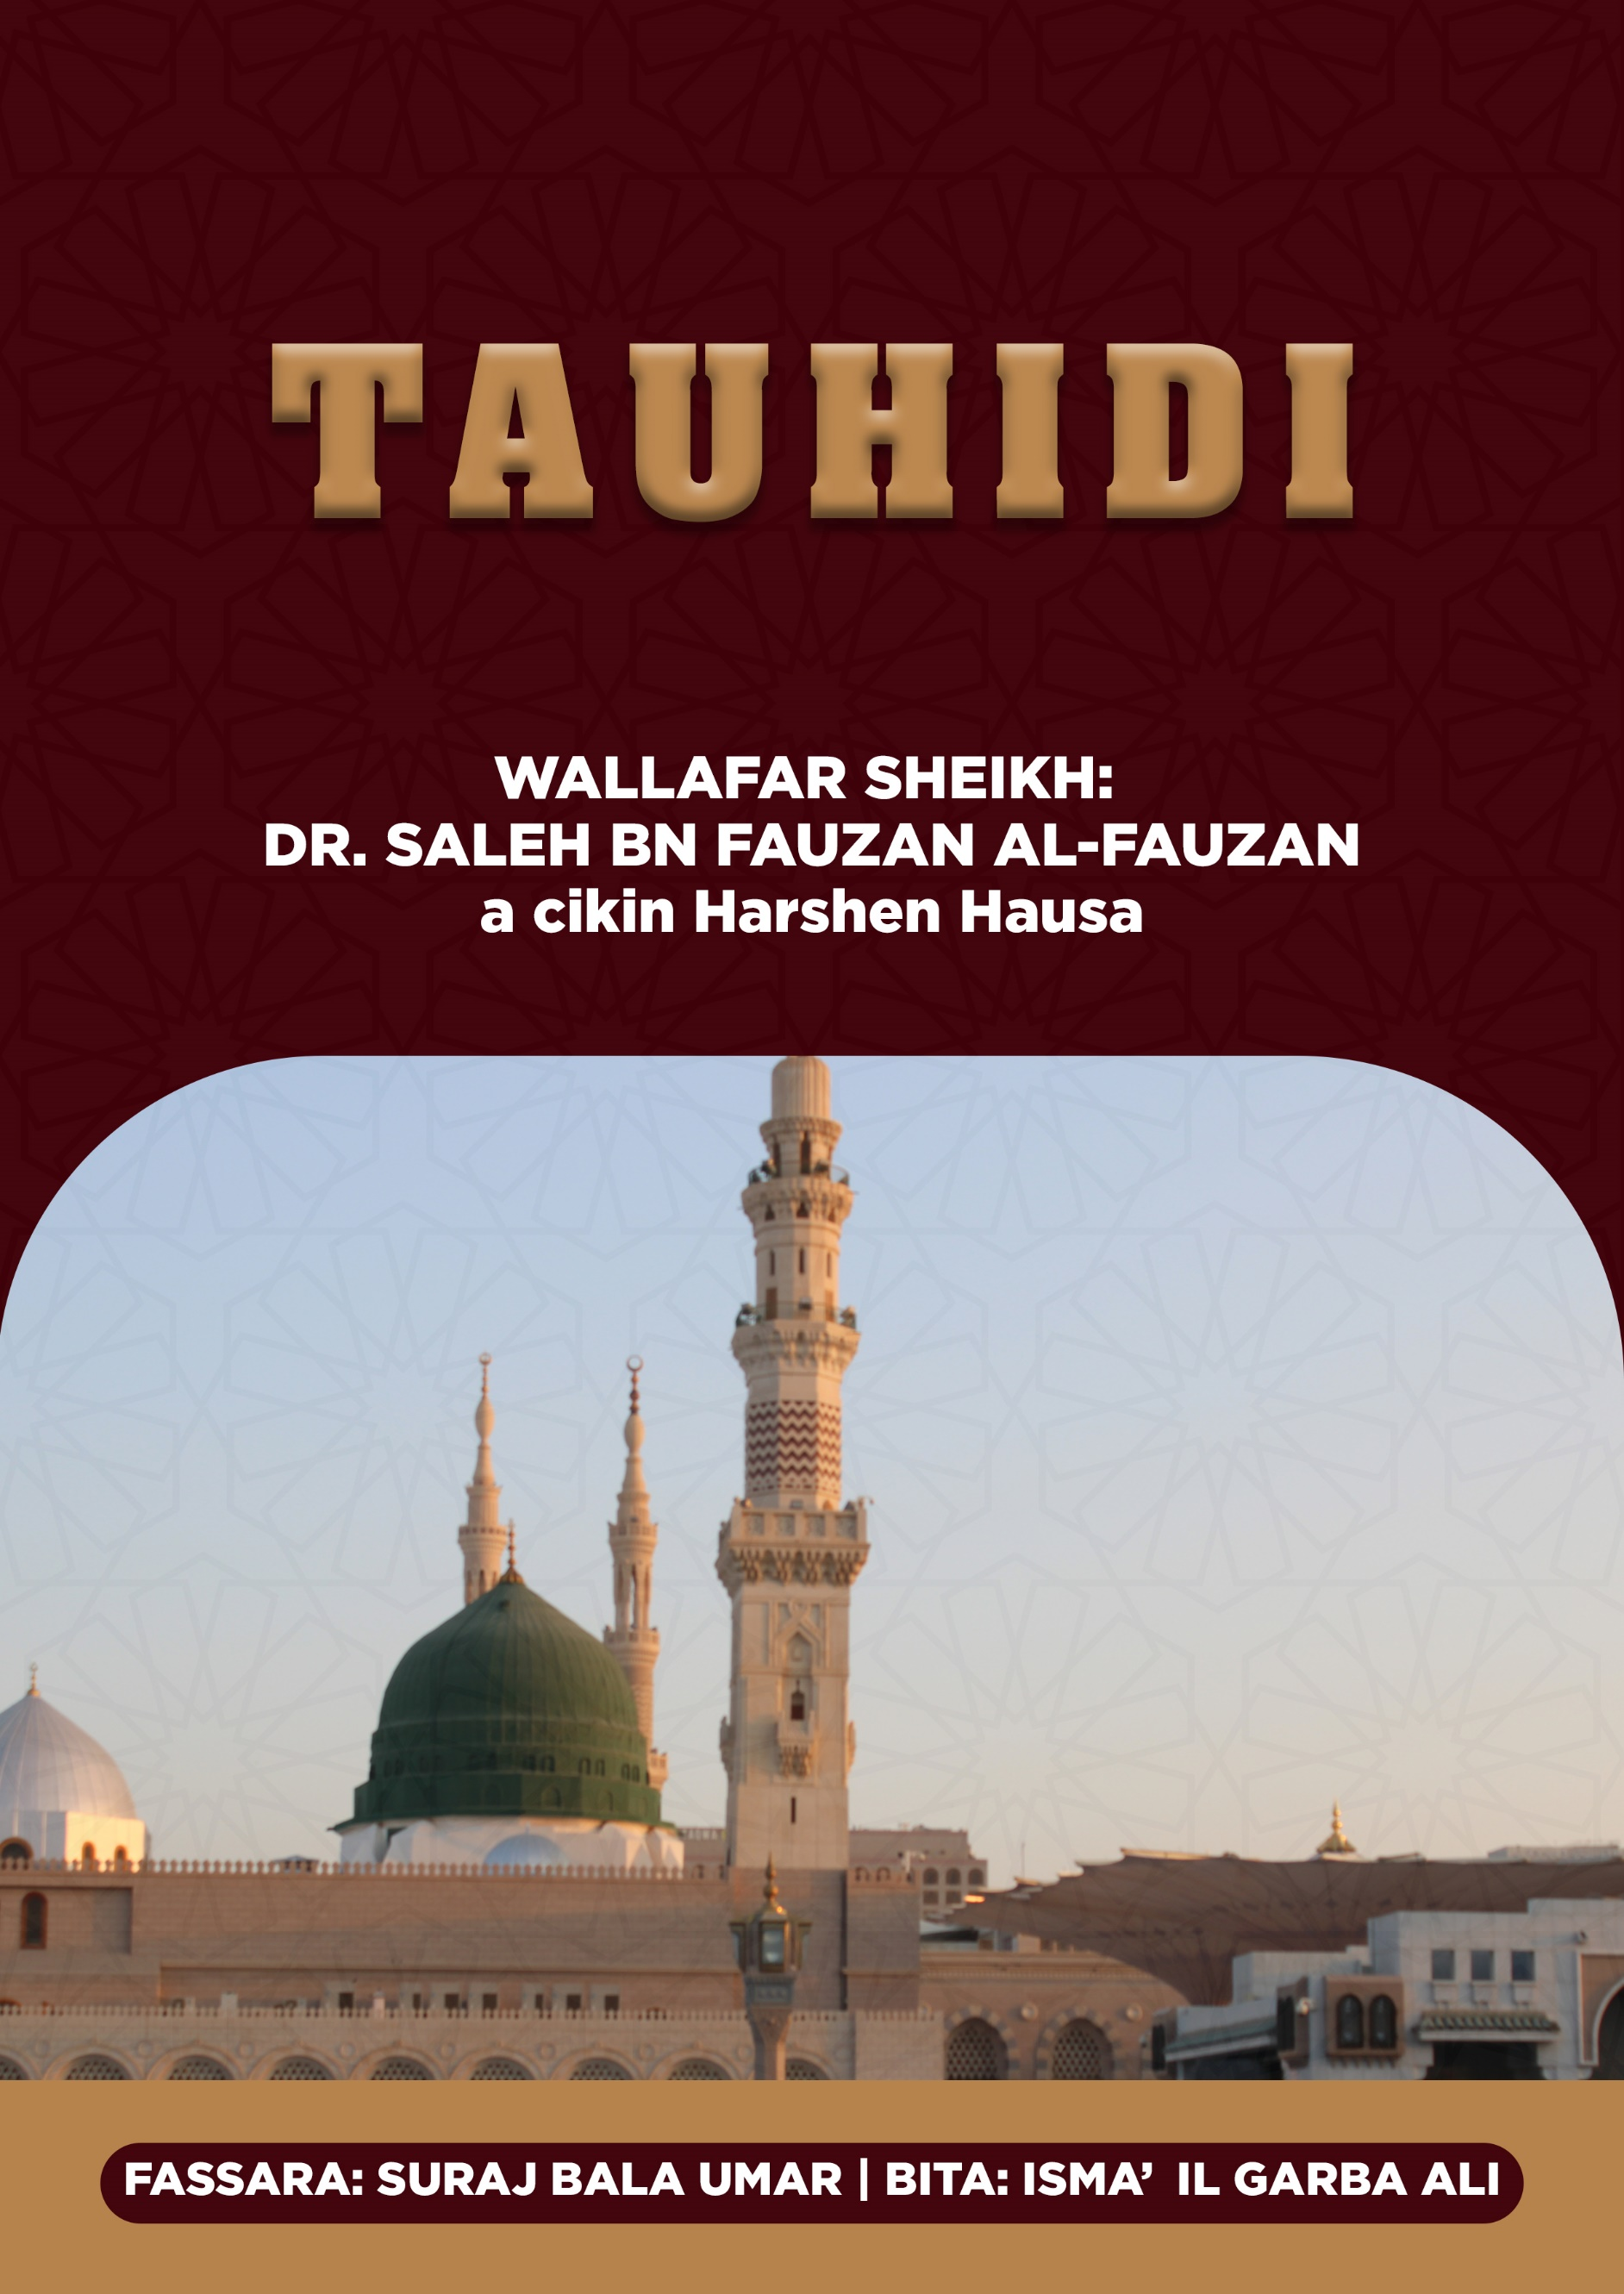 TAUHIDI
WALLAFAR SHEIKH:
DR. SALEH BN FAUZAN AL-FAUZAN
a cikin Harshen Hausa
FASSARA: SURAJ BALA UMAR | BITA: ISMA’ IL GARBA ALI